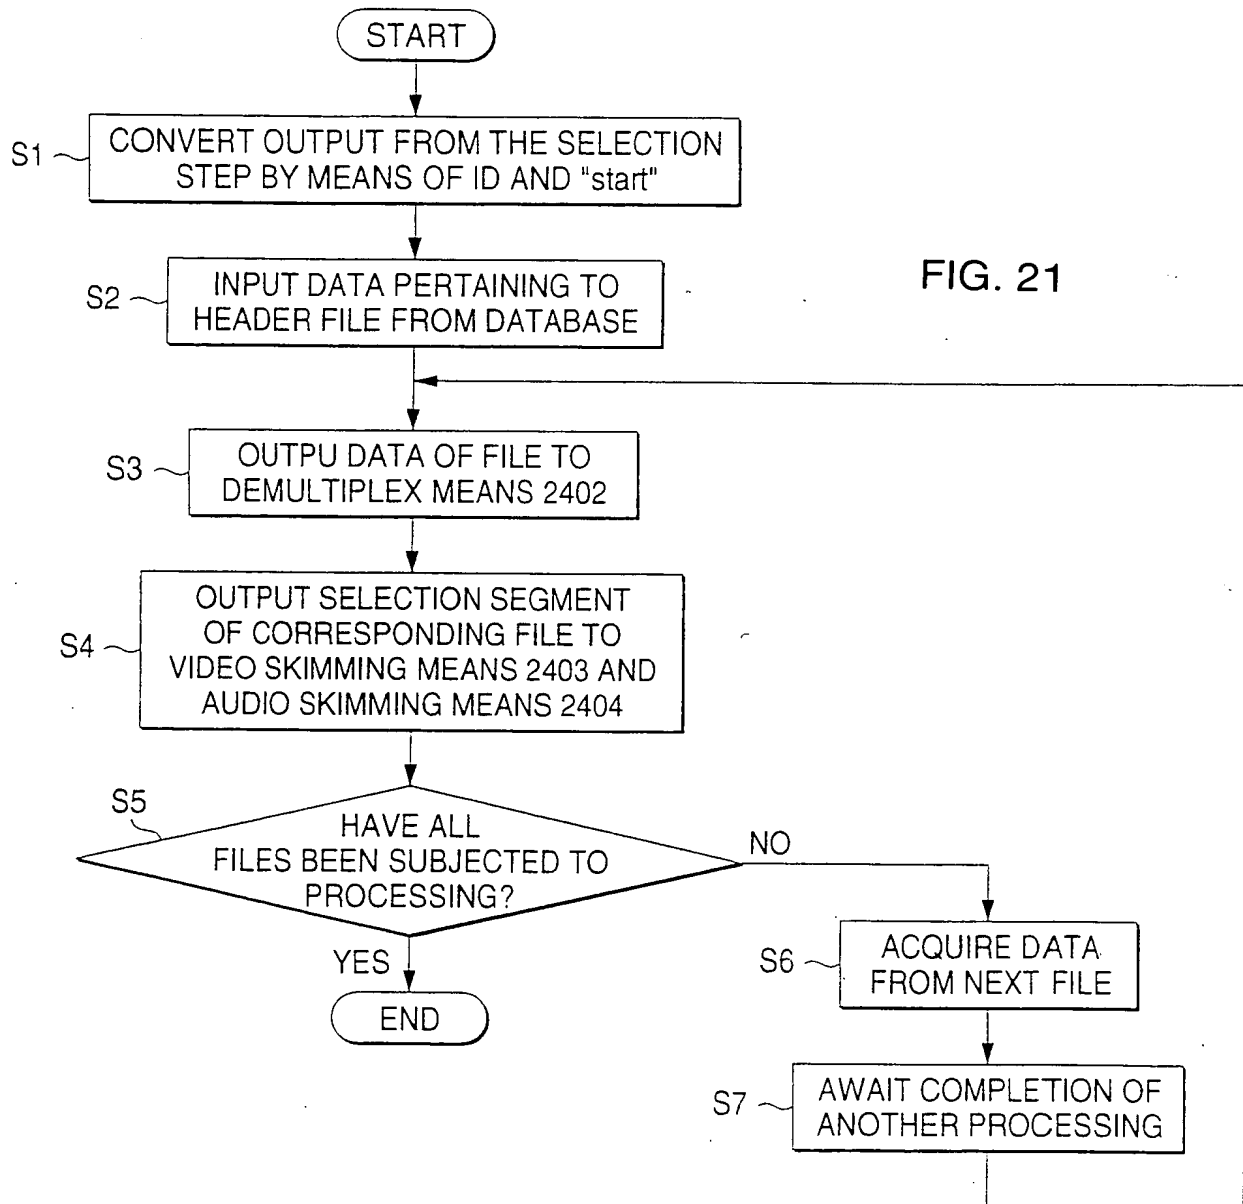 START
S1
CONVERT OUTPUT FROM THE SELECTION
STEP BY MEANS OF ID AND "start"
S2
INPUT DATA PERTAINING TO
HEADER FILE FROM DATABASE
FIG. 21
S3
OUTPU DATA OF FILE TO
DEMULTIPLEX MEANS 2402
S4
OUTPUT SELECTION SEGMENT
OF CORRESPONDING FILE TO
VIDEO SKIMMING MEANS 2403 AND
AUDIO SKIMMING MEANS 2404
S5
HAVE ALL
FILES BEEN SUBJECTED TO
PROCESSING?
NO
YES
END
S6
ACQUIRE DATA
FROM NEXT FILE
S7
AWAIT COMPLETION OF
ANOTHER PROCESSING